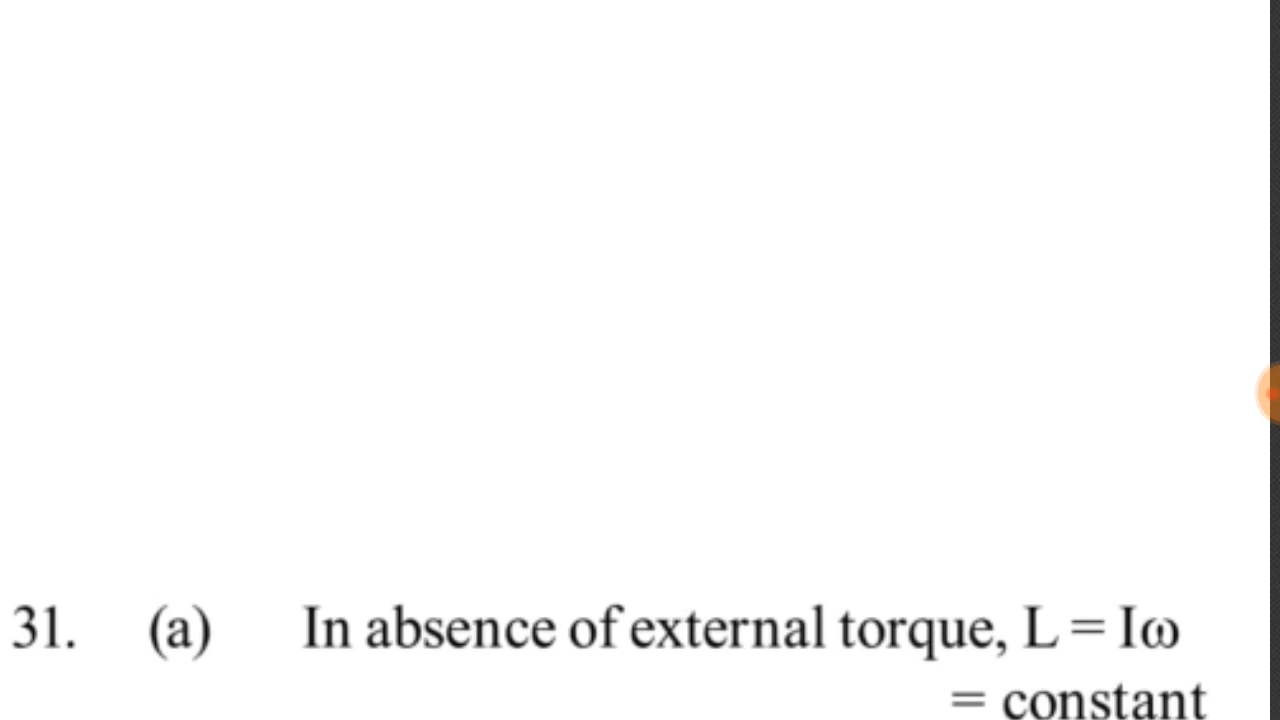 31. (a) In absence of external torque, L = Iω
= constant